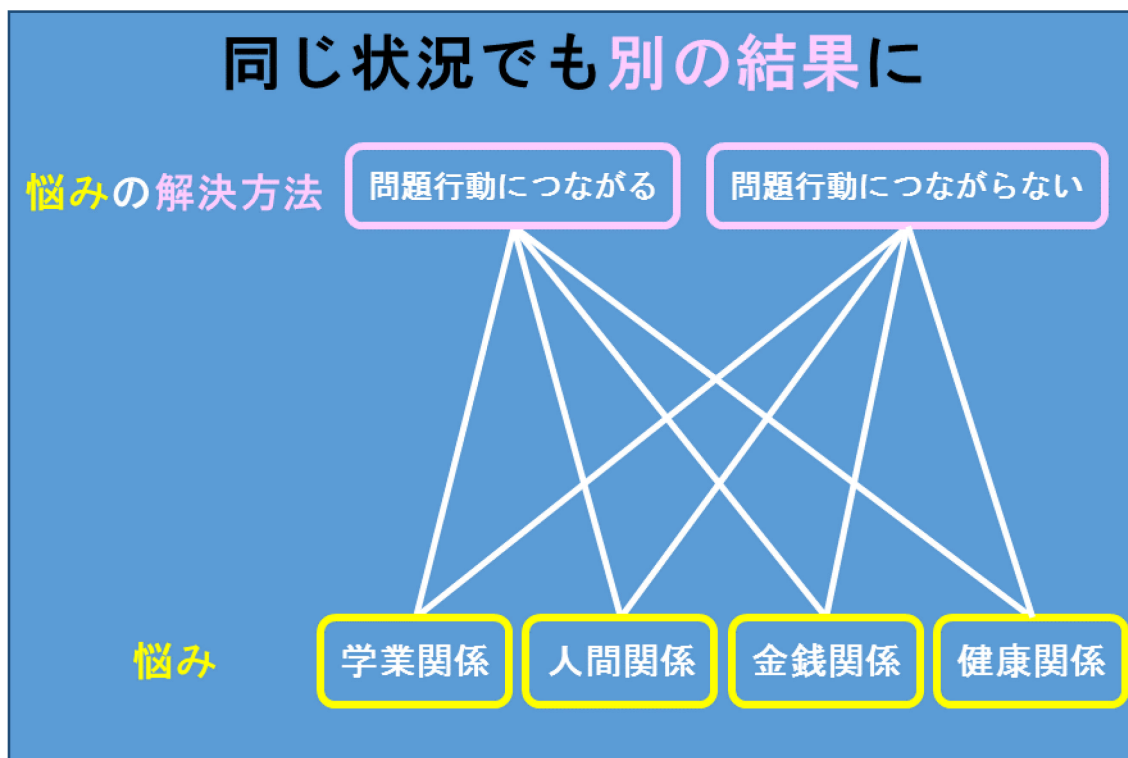 同じ状況でも別の結果に
悩みの解決方法
問題行動につながる
問題行動につながらない
悩み
学業関係
人間関係
金銭関係
健康関係